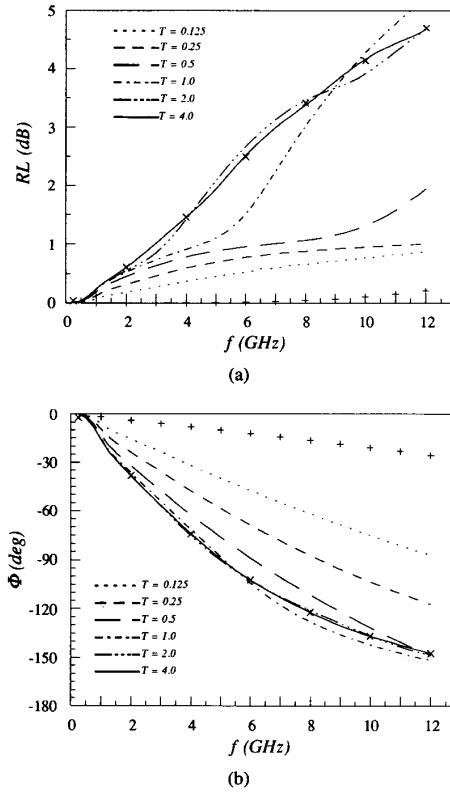 5
4
3
2
1
0
RL (dB)
T = 0.125
T = 0.25
T = 0.5
T = 1.0
T = 2.0
T = 4.0
0 2 4 6 8 10 12
f (GHz)
(a)
0
-30
-60
-90
-120
-150
-180
Φ (deg)
T = 0.125
T = 0.25
T = 0.5
T = 1.0
T = 2.0
T = 4.0
0 2 4 6 8 10 12
f (GHz)
(b)